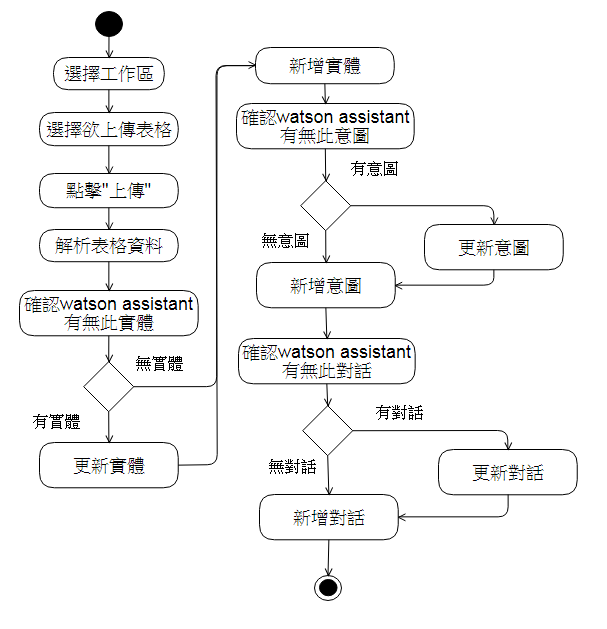 選擇工作區
選擇欲上傳表格
點擊"上傳"
解析表格資料
確認watson assistant
有無此實體
無實體
有實體
更新實體
新增實體
確認watson assistant
有無此意圖
有意圖
無意圖
更新意圖
新增意圖
確認watson assistant
有無此對話
有對話
無對話
更新對話
新增對話